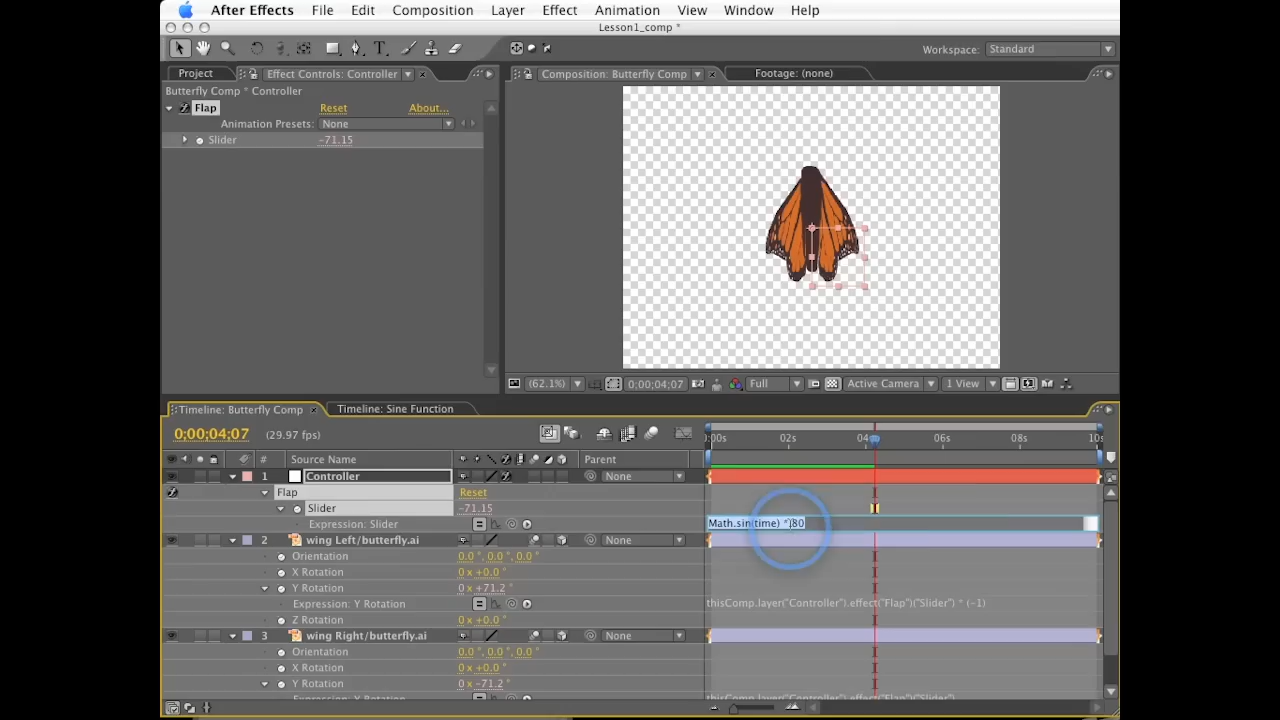 After Effects File Edit Composition Layer Effect Animation View Window Help
Lesson1_comp *
Workspace: Standard
Project Effect Controls: Controller
Composition: Butterfly Comp Footage: (none)
Butterfly Comp * Controller
Flap Reset About...
Animation Presets: None
Slider -71.15
(62.1%) 0;00;04;07 Full Active Camera 1 View
Timeline: Butterfly Comp Timeline: Sine Function
0;00;04;07 (29.97 fps)
02s 06s 08s
# Source Name Parent
1 Controller None
Flap Reset
Slider -71.15
Expression: Slider Math.sin(time) * 80
2 wing Left/butterfly.ai None
Orientation 0.0 °, 0.0 °, 0.0 °
X Rotation 0 x +0.0 °
Y Rotation 0 x +71.2 °
Expression: Y Rotation thisComp.layer("Controller").effect("Flap")("Slider") * (-1)
Z Rotation 0 x +0.0 °
3 wing Right/butterfly.ai None
Orientation 0.0 °, 0.0 °, 0.0 °
X Rotation 0 x +0.0 °
Y Rotation 0 x -71.2 °
Expression: Y Rotation thisComp.layer("Controller").effect("Flap")("Slider")